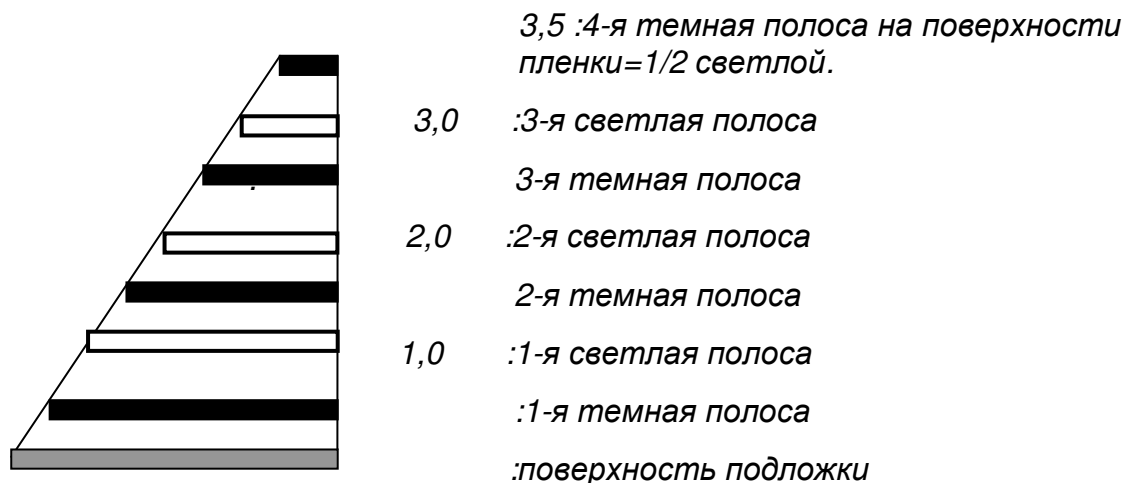 3,5 :4-я темная полоса на поверхности
пленки=1/2 светлой.
3,0 :3-я светлая полоса
3-я темная полоса
2,0 :2-я светлая полоса
2-я темная полоса
1,0 :1-я светлая полоса
:1-я темная полоса
:поверхность подложки